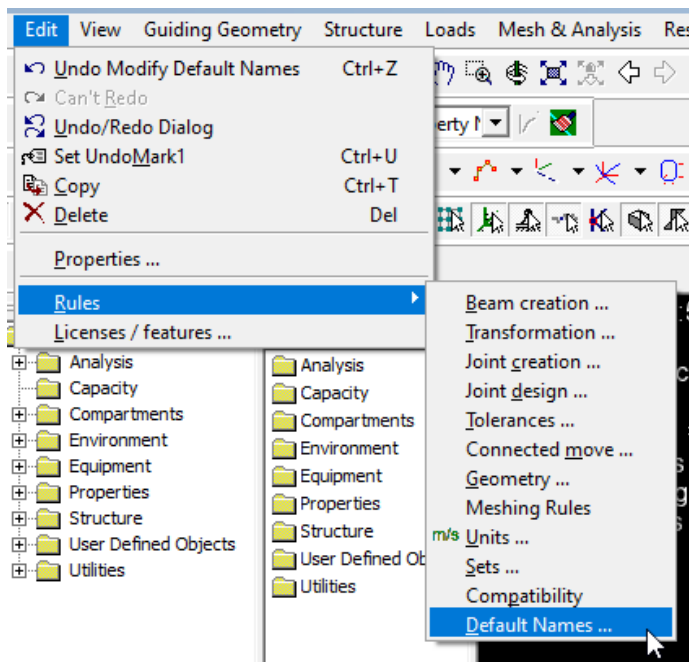 Edit View Guiding Geometry Structure Loads Mesh & Analysis
Undo Modify Default Names Ctrl+Z
Can't Redo
Undo/Redo Dialog
Set UndoMark1 Ctrl+U
Copy Ctrl+T
Delete Del
Properties ...
Rules
Licenses / features ...
Beam creation ...
Transformation ...
Joint creation ...
Joint design ...
Tolerances ...
Connected move ...
Geometry ...
Meshing Rules
m/s Units ...
Sets ...
Compatibility
Default Names ...
Analysis
Capacity
Compartments
Environment
Equipment
Properties
Structure
User Defined Objects
Utilities
Analysis
Capacity
Compartments
Environment
Equipment
Properties
Structure
User Defined Ob
Utilities